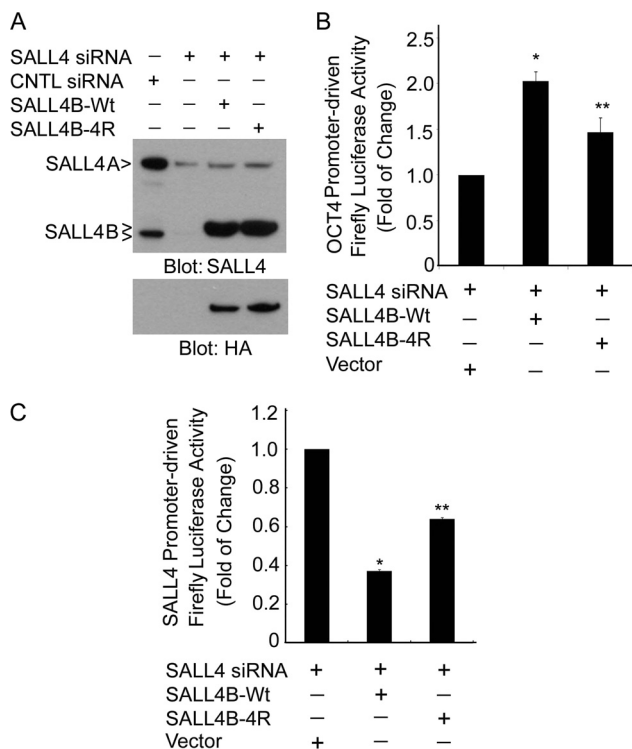 A
SALL4 siRNA – + + +
CNTL siRNA + – – –
SALL4B-Wt – – + –
SALL4B-4R – – – +
SALL4A>
SALL4B>
Blot: SALL4
Blot: HA
B
OCT4 Promoter-driven
Firefly Luciferase Activity
(Fold of Change)
2.5
2.0
1.5
1.0
0.5
0.0
*
**
SALL4 siRNA + + +
SALL4B-Wt – + –
SALL4B-4R – – +
Vector + – –
C
SALL4 Promoter-driven
Firefly Luciferase Activity
(Fold of Change)
1.2
1.0
0.8
0.6
0.4
0.2
0
*
**
SALL4 siRNA + + +
SALL4B-Wt – + –
SALL4B-4R – – +
Vector + – –